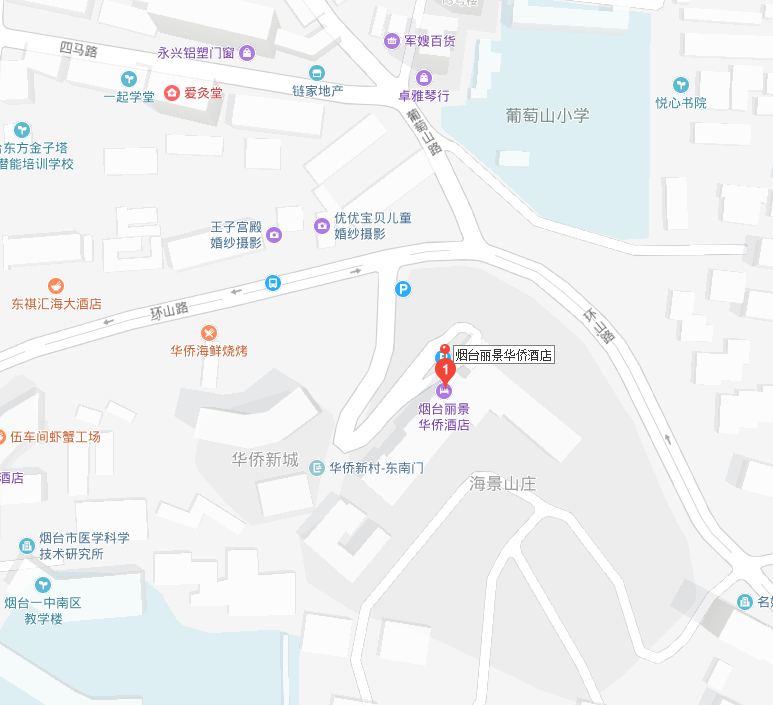 13号楼
四马路
永兴铝塑门窗
军嫂百货
链家地产
一起学堂
爱灸堂
卓雅琴行
葡萄山小学
悦心书院
葡萄山路
台东方金子塔
潜能培训学校
王子宫殿
婚纱摄影
优优宝贝儿童
婚纱摄影
P
东祺汇海大酒店
环山路
环山路
华侨海鲜烧烤
烟台丽景华侨酒店
1
烟台丽景
华侨酒店
伍车间虾蟹工场
华侨新城
华侨新村-东南门
酒店
海景山庄
烟台市医学科学
技术研究所
烟台一中南区
教学楼